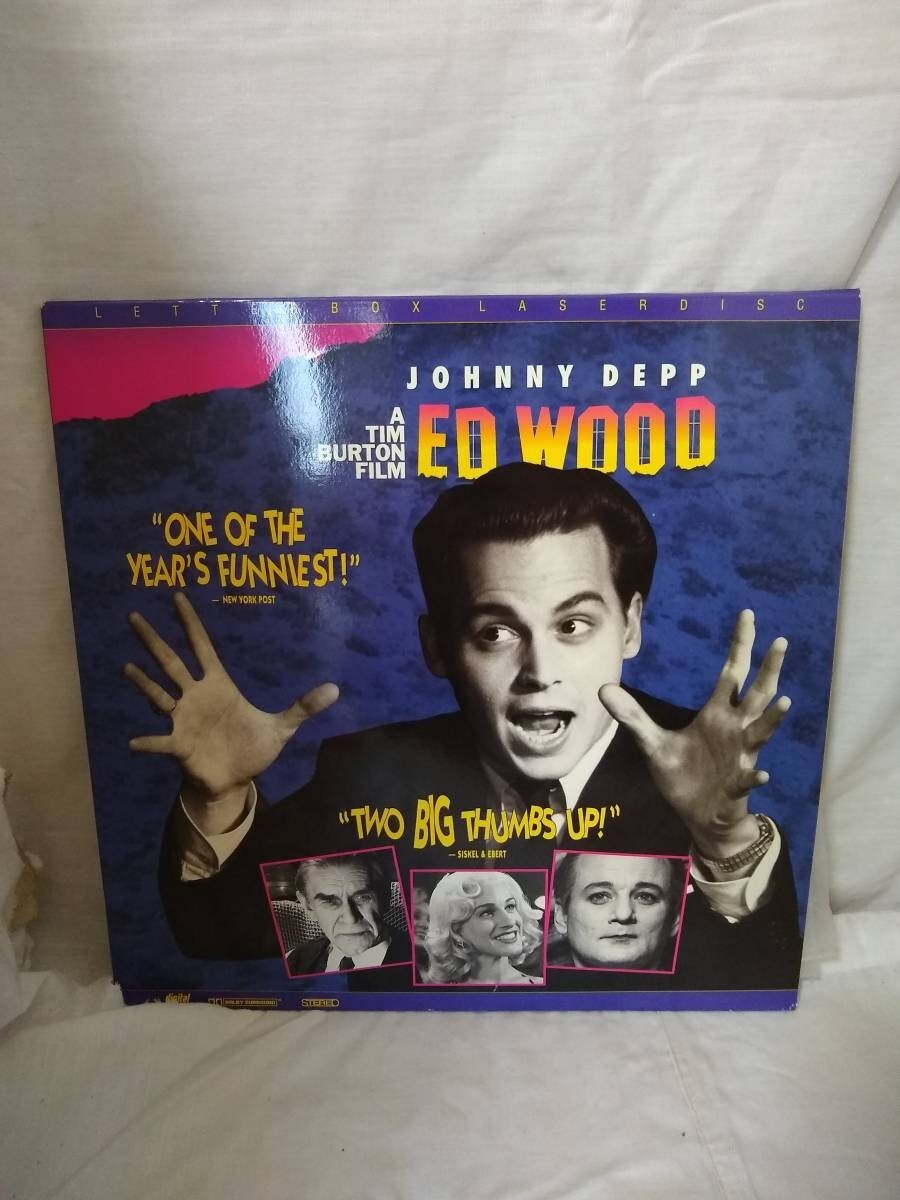 LETTERBOX LASERDISC
JOHNNY DEPP
A
TIM
BURTON
FILM
ED WOOD
"ONE OF THE
YEAR'S FUNNIEST!"
— NEW YORK POST
"TWO BIG THUMBS UP!"
— SISKEL & EBERT
digital
DOLBY SURROUND
STEREO